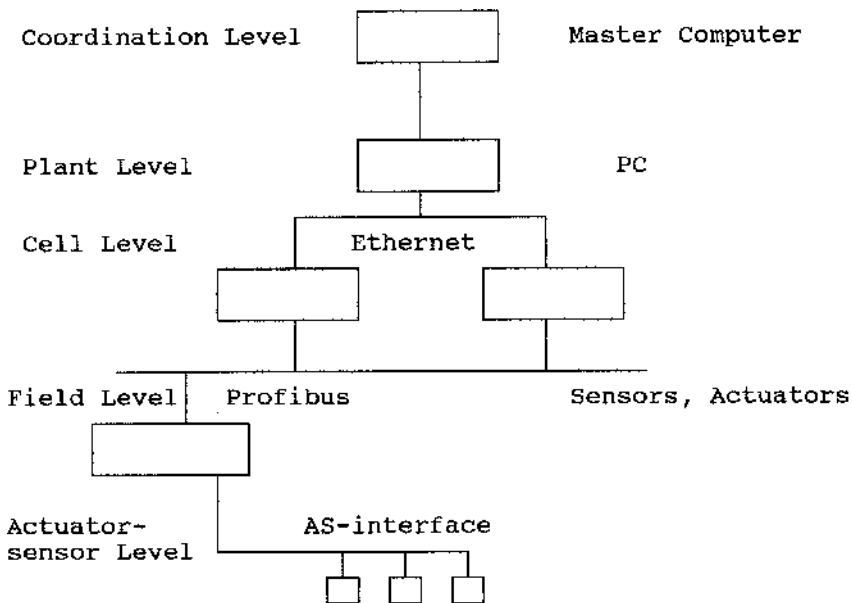 Coordination Level Master Computer
Plant Level PC
Cell Level Ethernet
Field Level Profibus Sensors, Actuators
Actuator- AS-interface
sensor Level